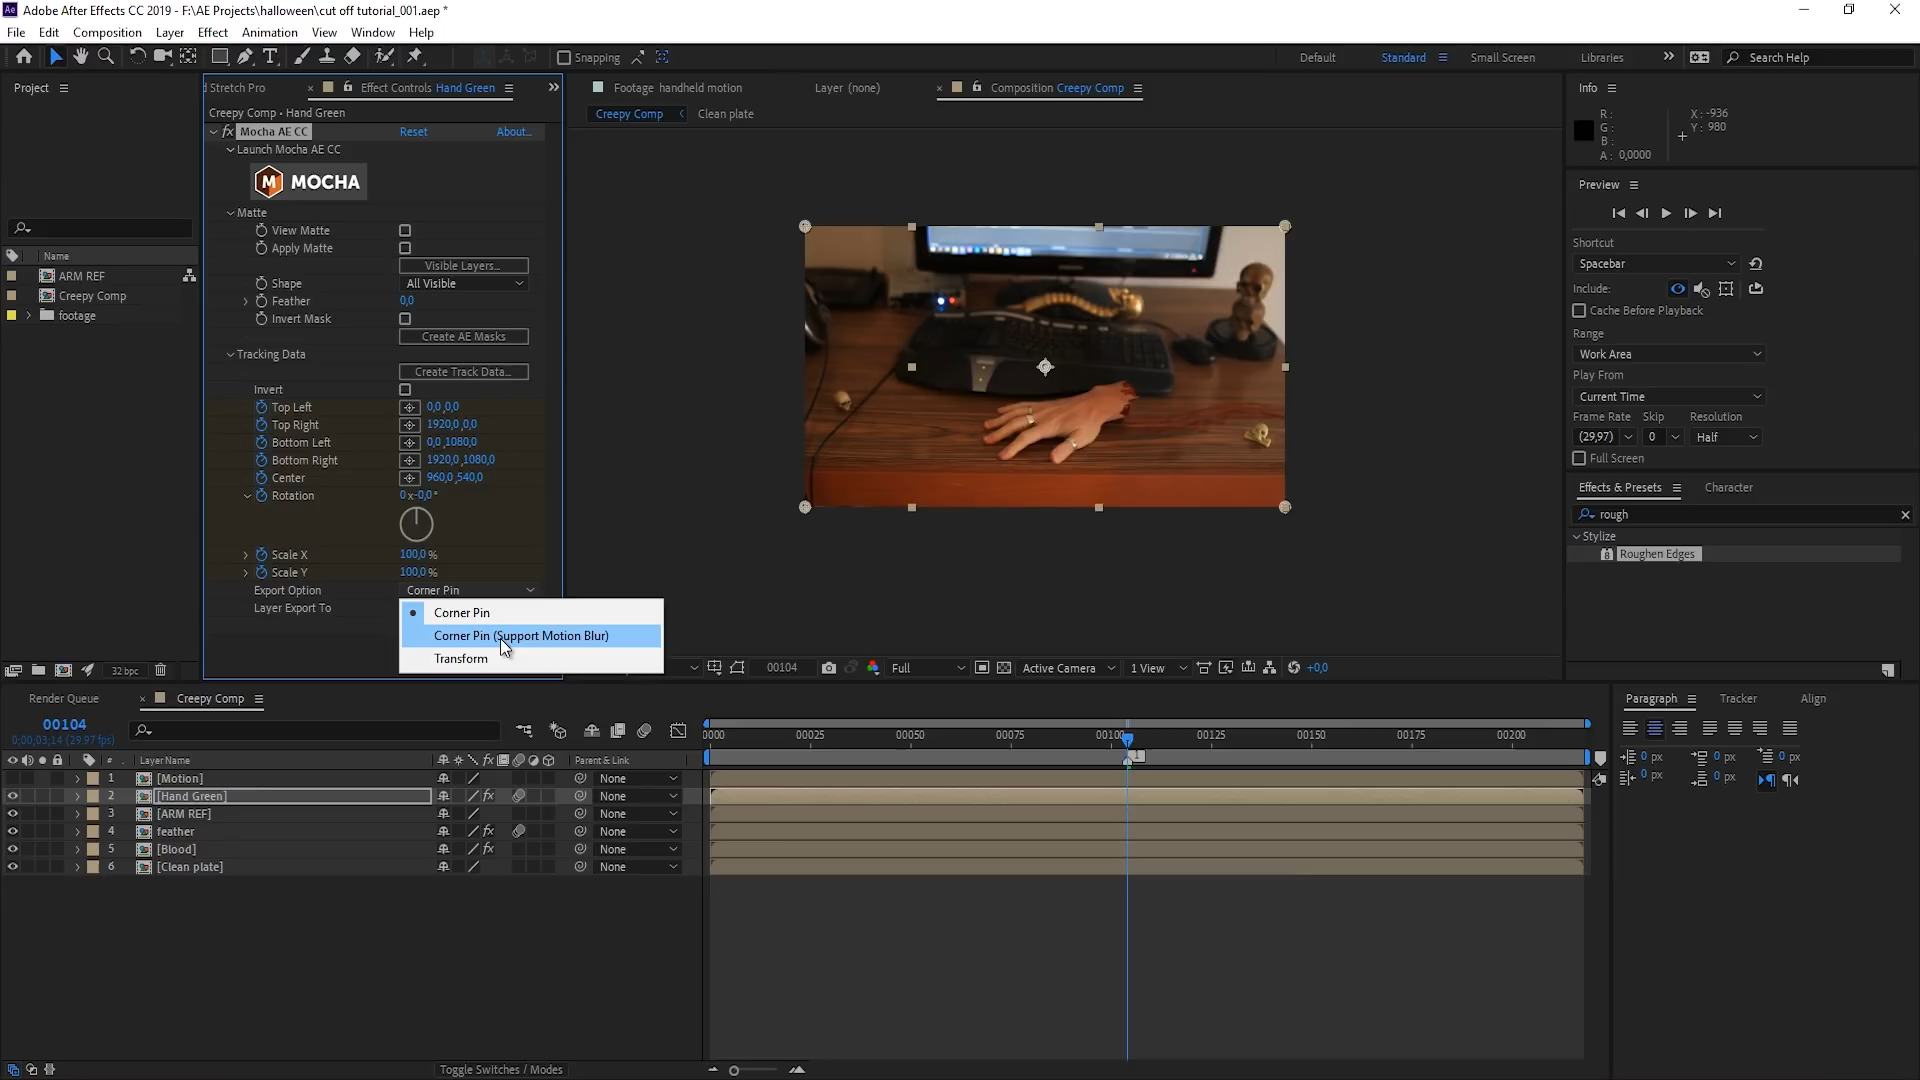 Adobe After Effects CC 2019 - F:\AE Projects\halloween\cut off tutorial_001.aep *
File Edit Composition Layer Effect Animation View Window Help
Snapping Default Standard Small Screen Libraries Search Help
Project
Name
ARM REF
Creepy Comp
footage
32 bpc
d Stretch Pro Effect Controls Hand Green
Creepy Comp • Hand Green
fx Mocha AE CC Reset About...
Launch Mocha AE CC
M MOCHA
Matte
View Matte
Apply Matte
Visible Layers...
Shape All Visible
Feather 0,0
Invert Mask
Create AE Masks
Tracking Data
Create Track Data...
Invert
Top Left 0,0,0,0
Top Right 1920,0,0,0
Bottom Left 0,0,1080,0
Bottom Right 1920,0,1080,0
Center 960,0,540,0
Rotation 0x-0,0°
Scale X 100,0%
Scale Y 100,0%
Export Option Corner Pin
Layer Export To
Corner Pin
Corner Pin (Support Motion Blur)
Transform
Footage handheld motion Layer (none) Composition Creepy Comp
Creepy Comp Clean plate
00104 Full Active Camera 1 View +0,0
Info
R: X: -936
G: Y: 980
B:
A: 0,0000
Preview
Shortcut
Spacebar
Include:
Cache Before Playback
Range
Work Area
Play From
Current Time
Frame Rate Skip Resolution
(29,97) 0 Half
Full Screen
Effects & Presets Character
rough
Stylize
Roughen Edges
Render Queue Creepy Comp
00104
0;00;03;14 (29.97 fps)
0000 00025 00050 00075 00100 00125 00150 00175 00200
# Layer Name fx Parent & Link
1
1 [Motion] None
2 [Hand Green] fx None
3 [ARM REF] None
4 feather fx None
5 [Blood] fx None
6 [Clean plate] None
Toggle Switches / Modes
Paragraph Tracker Align
0 px 0 px 0 px
0 px 0 px